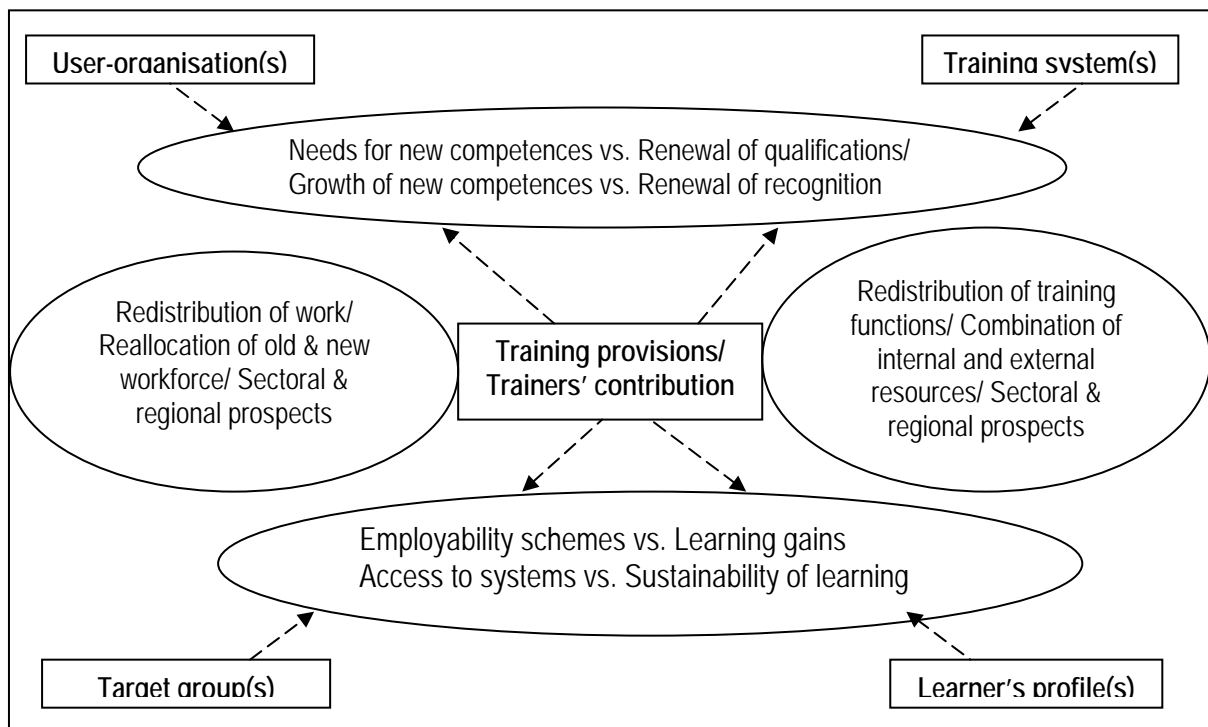 User-organisation(s)
Training system(s)
Needs for new competences vs. Renewal of qualifications/
Growth of new competences vs. Renewal of recognition
Redistribution of work/
Reallocation of old & new
workforce/ Sectoral &
regional prospects
Training provisions/
Trainers’ contribution
Redistribution of training
functions/ Combination of
internal and external
resources/ Sectoral &
regional prospects
Employability schemes vs. Learning gains
Access to systems vs. Sustainability of learning
Target group(s)
Learner’s profile(s)